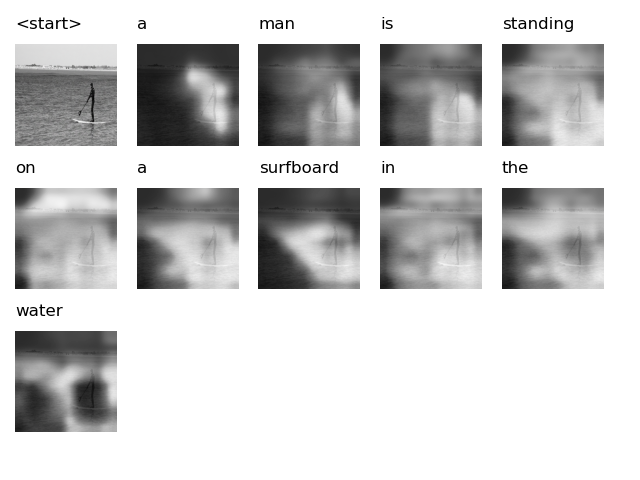 <start> a man is standing
on a surfboard in the
water